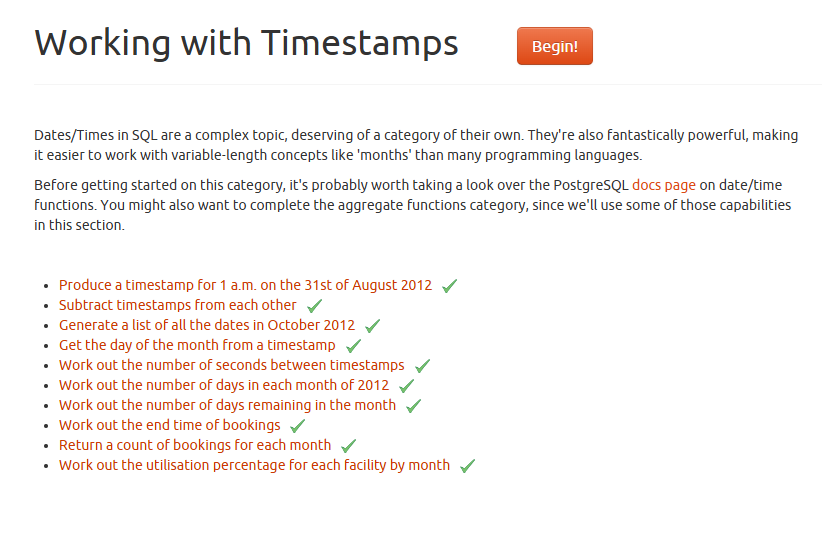 Working with Timestamps
Begin!
Dates/Times in SQL are a complex topic, deserving of a category of their own. They're also fantastically powerful, making
it easier to work with variable-length concepts like 'months' than many programming languages.
Before getting started on this category, it's probably worth taking a look over the PostgreSQL docs page on date/time
functions. You might also want to complete the aggregate functions category, since we'll use some of those capabilities
in this section.
Produce a timestamp for 1 a.m. on the 31st of August 2012
Subtract timestamps from each other
Generate a list of all the dates in October 2012
Get the day of the month from a timestamp
Work out the number of seconds between timestamps
Work out the number of days in each month of 2012
Work out the number of days remaining in the month
Work out the end time of bookings
Return a count of bookings for each month
Work out the utilisation percentage for each facility by month